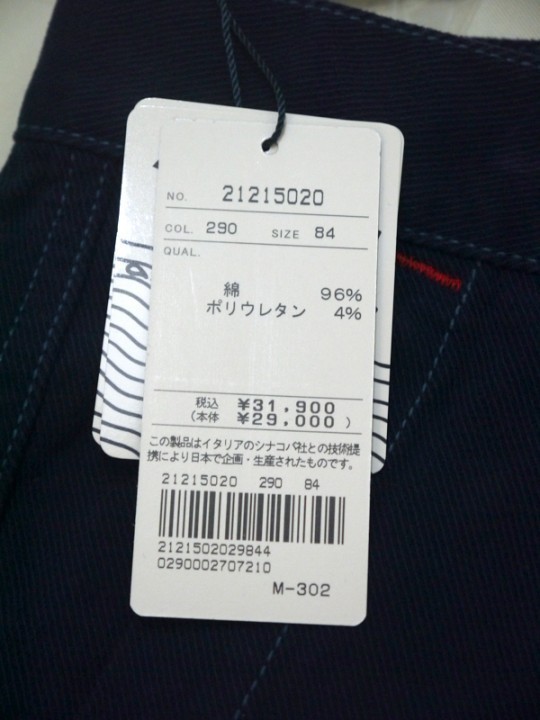 NO. 21215020
COL. 290 SIZE 84
QUAL.
綿 96%
ポリウレタン 4%
税込 ¥31,900
(本体 ¥29,000 )
この製品はイタリアのシナコバ社との技術提
携により日本で企画・生産されたものです。
21215020 290 84
2121502029844
0290002707210
M-302